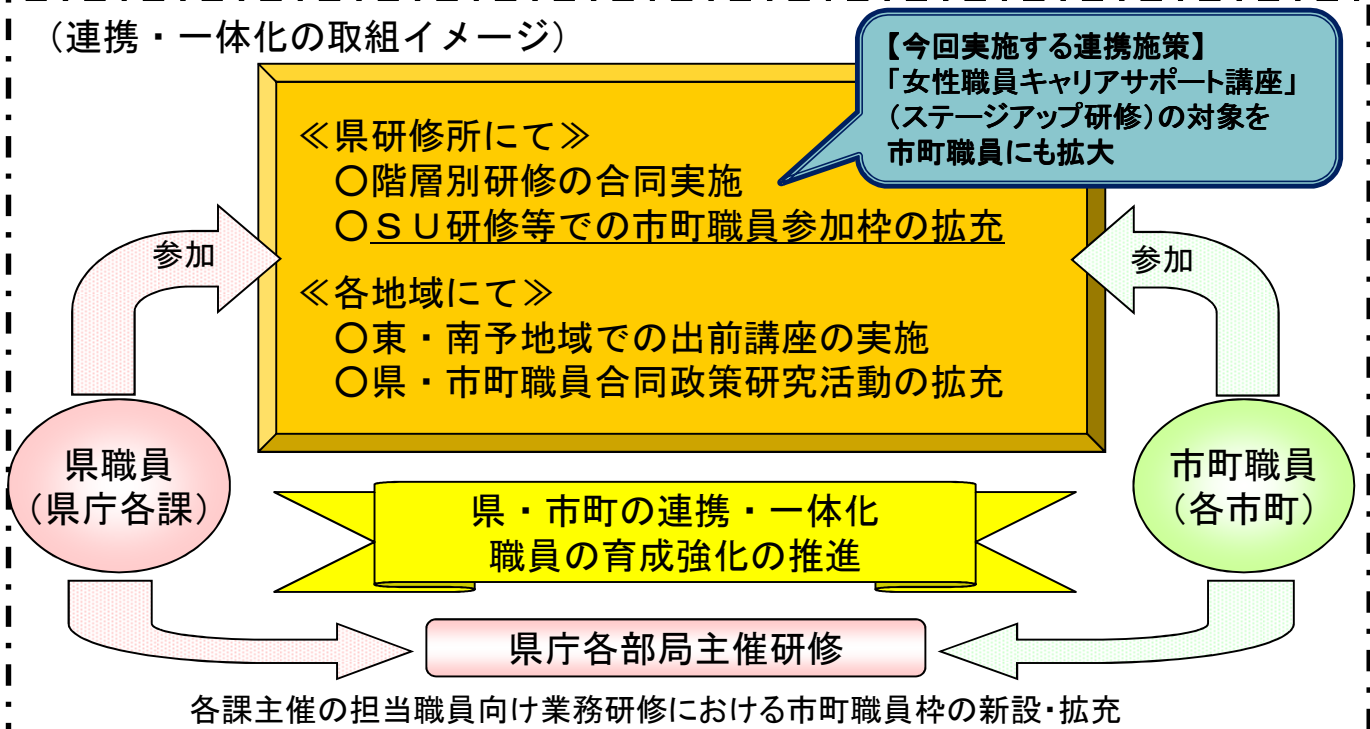 (連携・一体化の取組イメージ)
【今回実施する連携施策】
「女性職員キャリアサポート講座」
(ステージアップ研修)の対象を
市町職員にも拡大
≪県研修所にて≫
○階層別研修の合同実施
○SU研修等での市町職員参加枠の拡充
≪各地域にて≫
○東・南予地域での出前講座の実施
○県・市町職員合同政策研究活動の拡充
参加
参加
県職員
(県庁各課)
市町職員
(各市町)
県・市町の連携・一体化
職員の育成強化の推進
県庁各部局主催研修
各課主催の担当職員向け業務研修における市町職員枠の新設・拡充